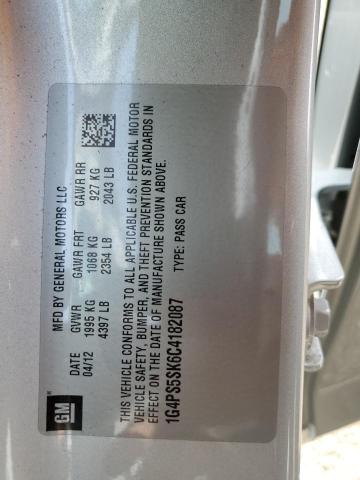 GM
MFD BY GENERAL MOTORS LLC
DATE GVWR GAWR FRT GAWR RR
04/12 1995 KG 1068 KG 927 KG
4397 LB 2354 LB 2043 LB
THIS VEHICLE CONFORMS TO ALL APPLICABLE U.S. FEDERAL MOTOR
VEHICLE SAFETY, BUMPER, AND THEFT PREVENTION STANDARDS IN
EFFECT ON THE DATE OF MANUFACTURE SHOWN ABOVE.
1G4PS5SK6C4182087 TYPE: PASS CAR